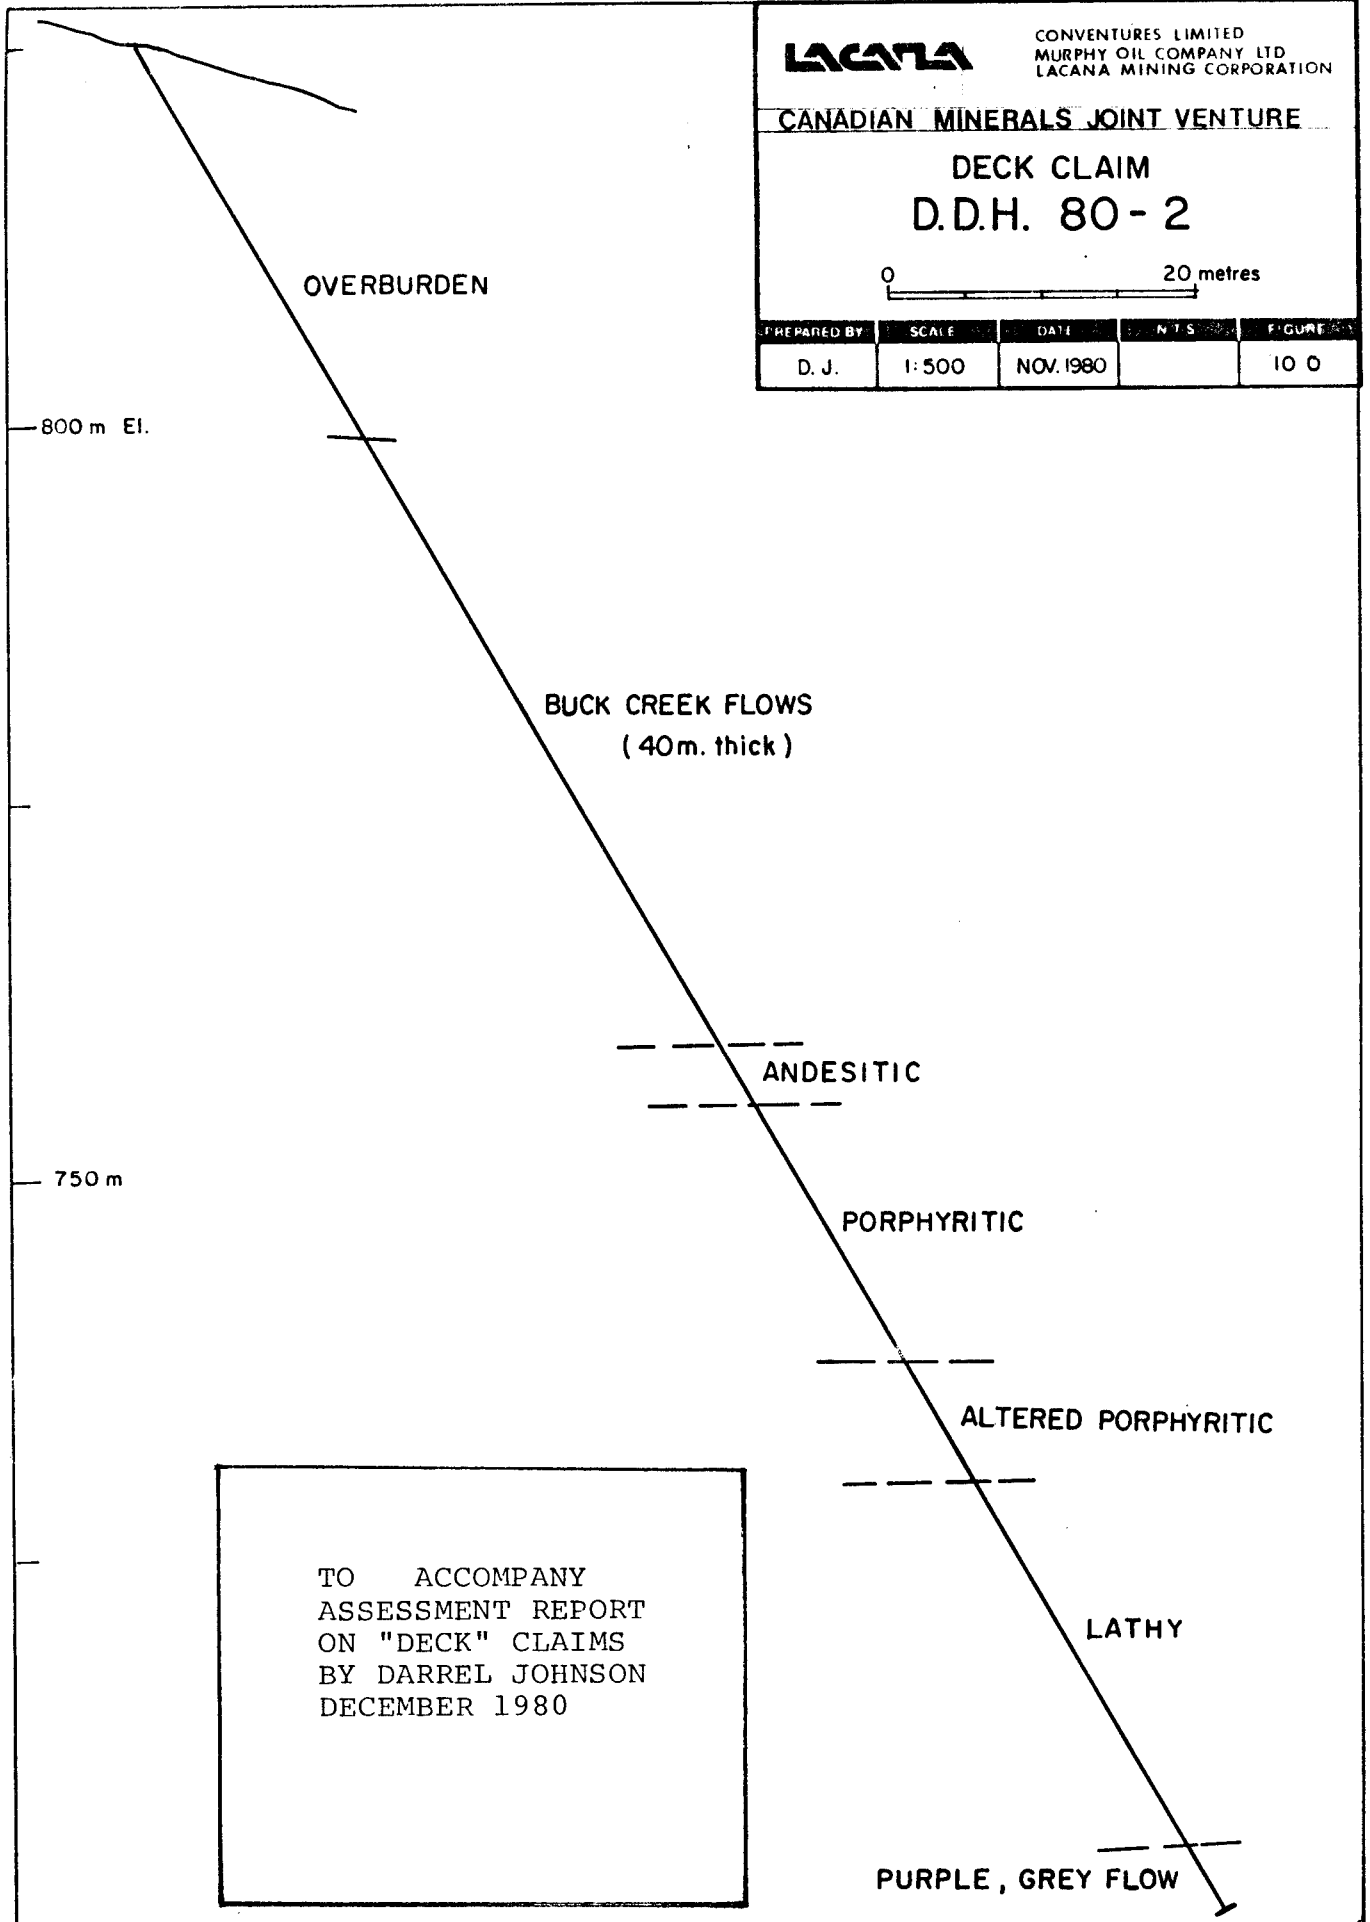 LACANA
CONVENTURES LIMITED
MURPHY OIL COMPANY LTD
LACANA MINING CORPORATION
CANADIAN MINERALS JOINT VENTURE
DECK CLAIM
D.D.H. 80-2
0 20 metres
PREPARED BY SCALE DATE N T S FIGURE
D. J. 1:500 NOV. 1980 10 D
OVERBURDEN
800 m El.
BUCK CREEK FLOWS
(40m. thick)
ANDESITIC
750 m
PORPHYRITIC
ALTERED PORPHYRITIC
TO ACCOMPANY
ASSESSMENT REPORT
ON "DECK" CLAIMS
BY DARREL JOHNSON
DECEMBER 1980
LATHY
PURPLE, GREY FLOW